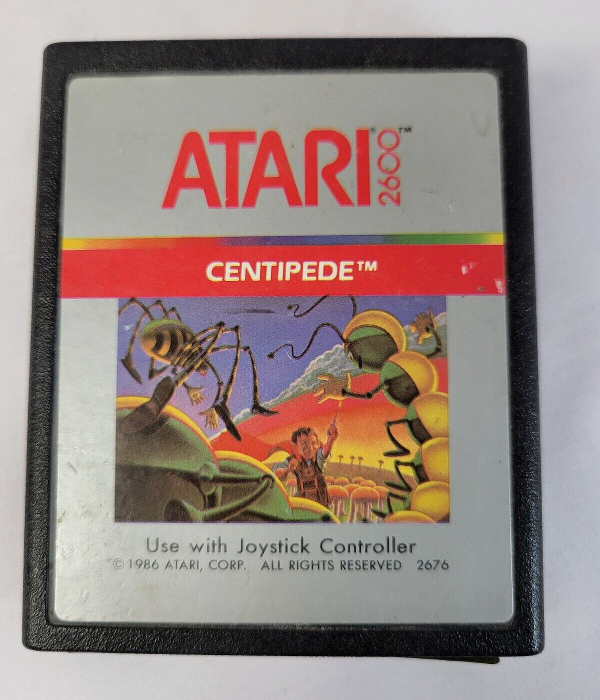 ATARI® 2600™
CENTIPEDE™
Use with Joystick Controller
©1986 ATARI, CORP. ALL RIGHTS RESERVED 2676